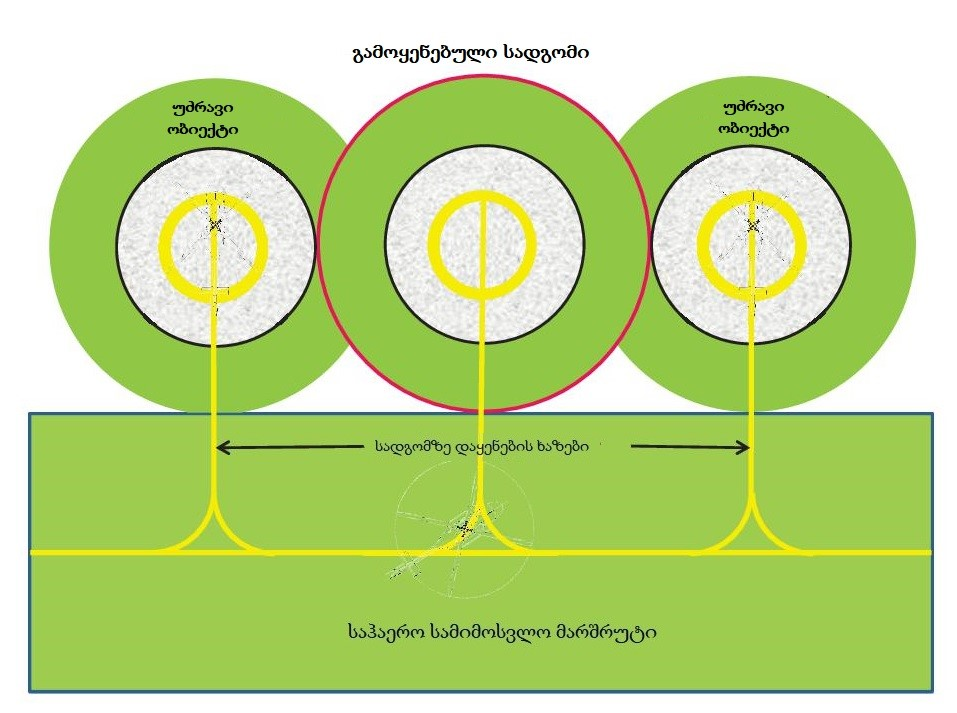 გამოყენებული სადგომი
უძრავი
ობიექტი
უძრავი
ობიექტი
სადგომზე დაყენების ხაზები
საჰაერო სამიმოსვლო მარშრუტი